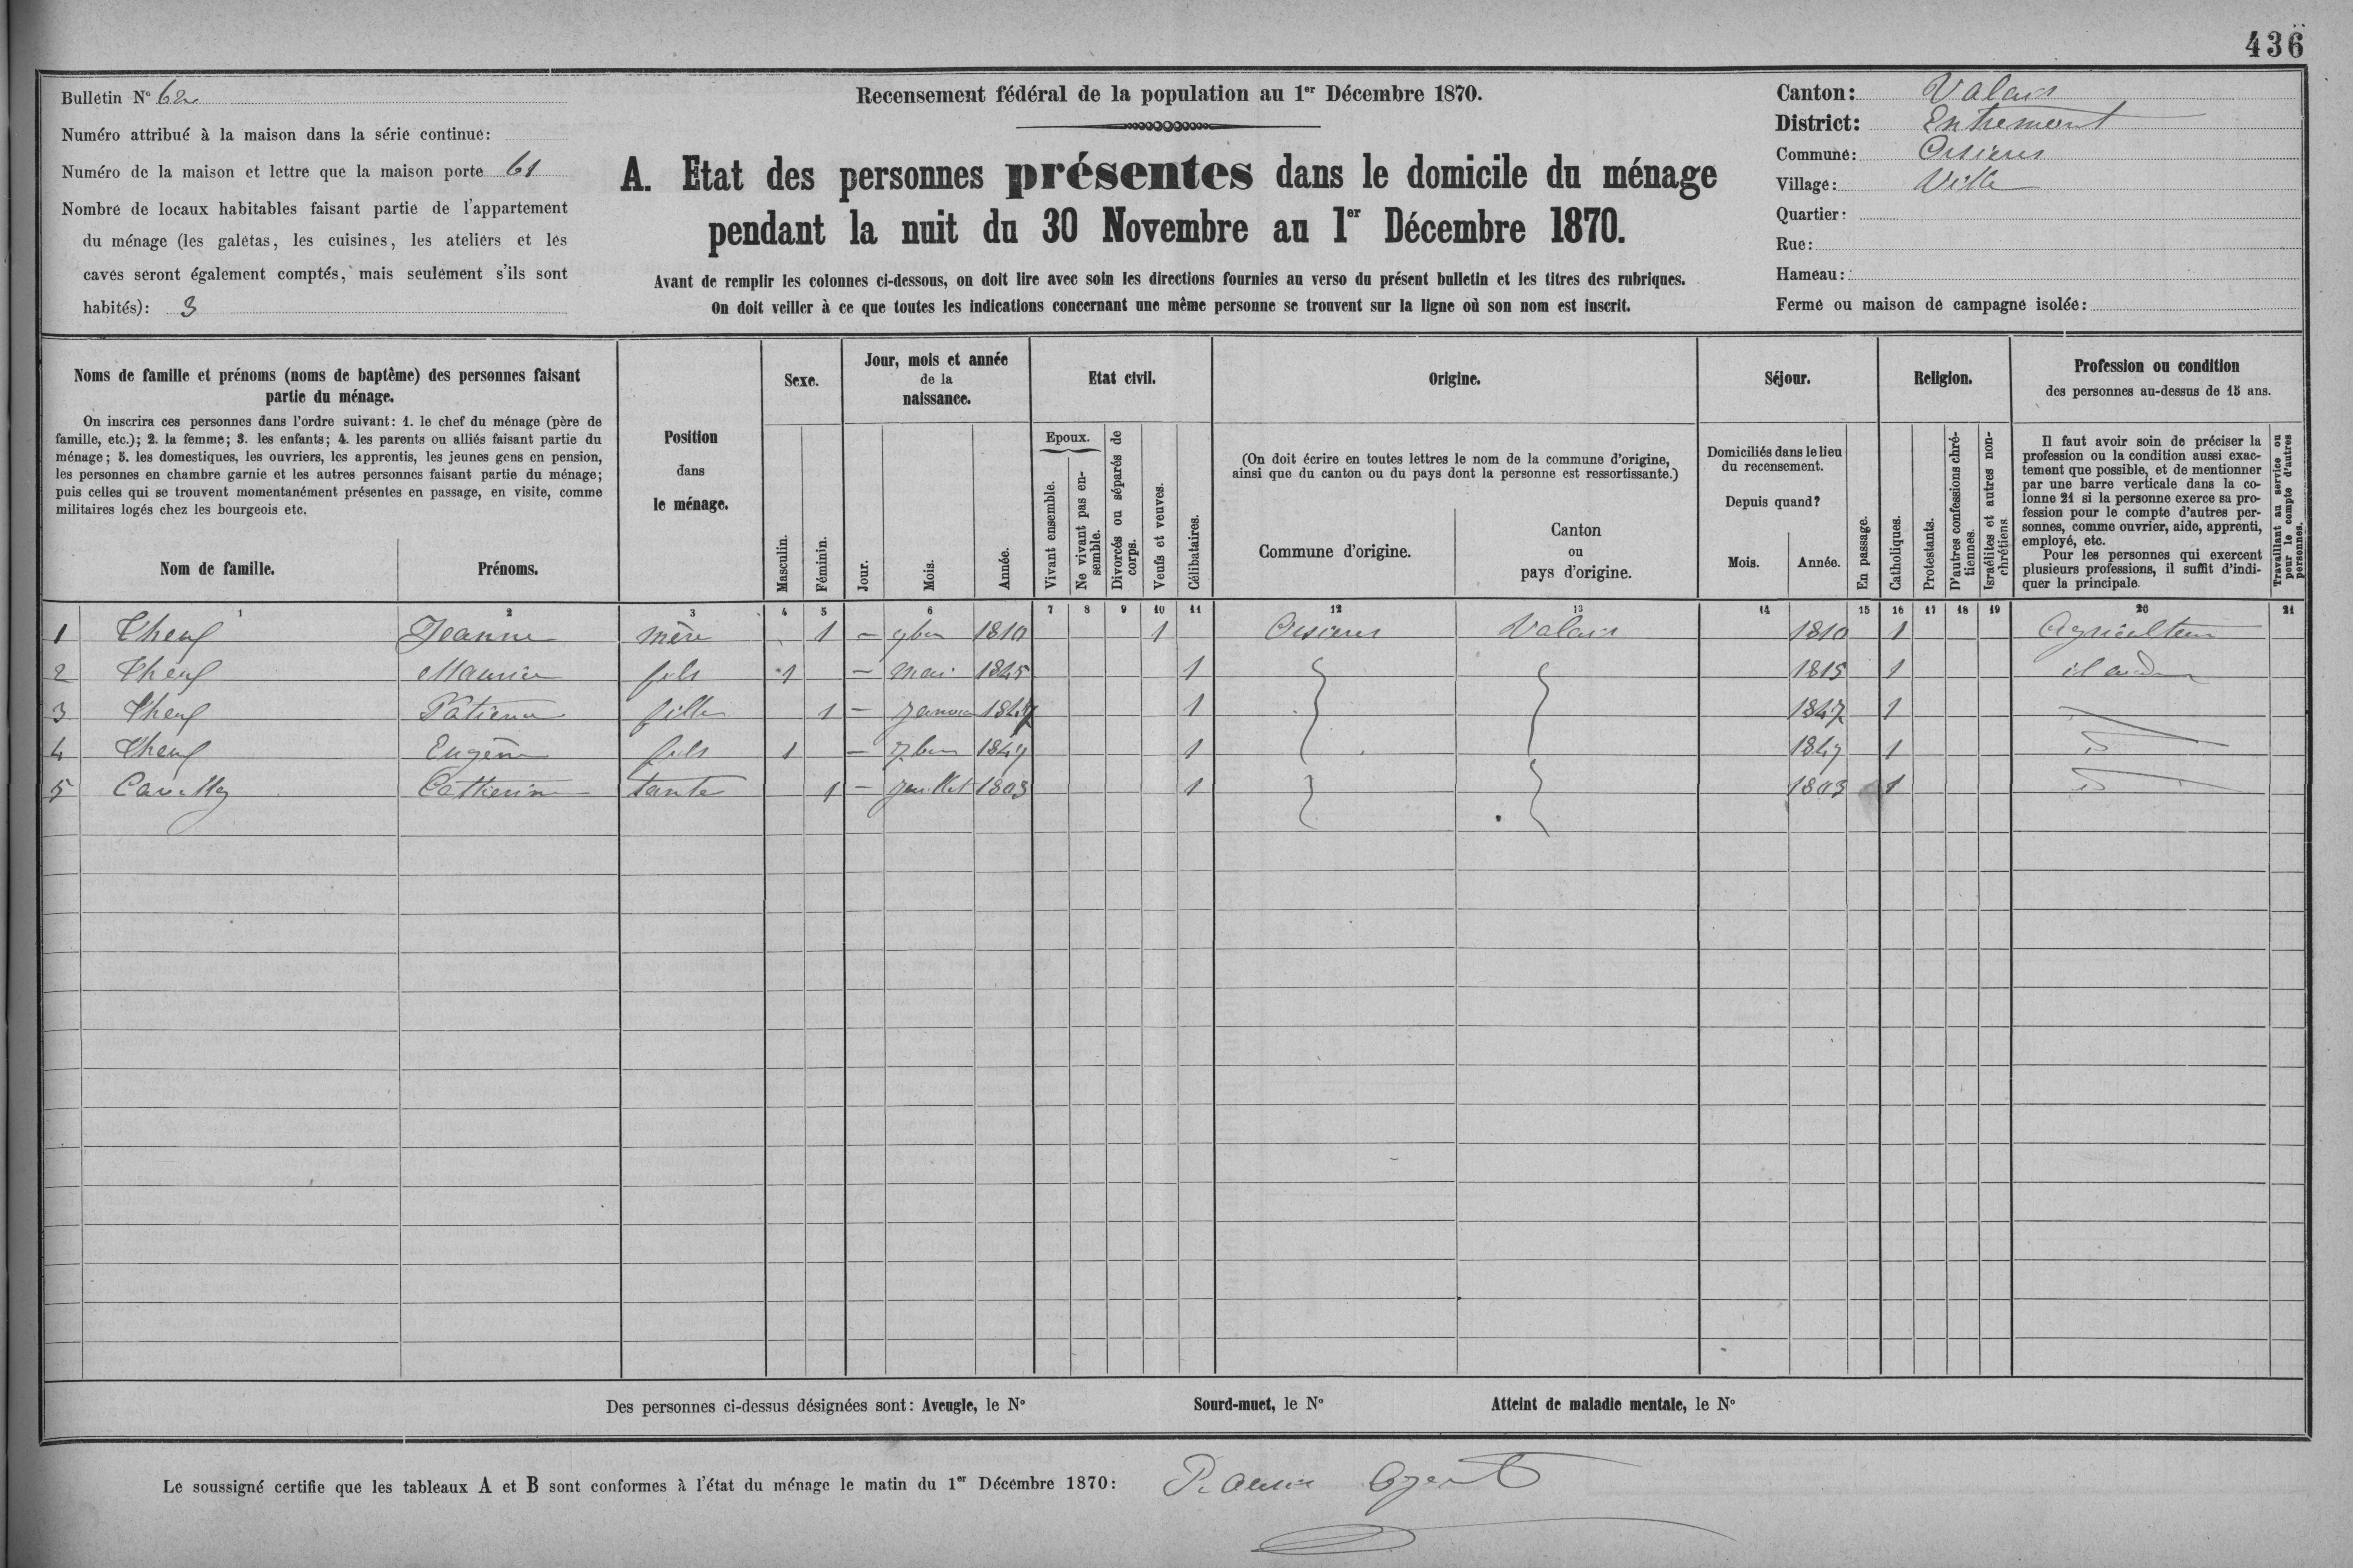 436
Bulletin N° 62
Numéro attribué à la maison dans la série continue:
Numéro de la maison et lettre que la maison porte 61
Nombre de locaux habitables faisant partie de l'appartement
du ménage (les galetas, les cuisines, les ateliers et les
caves seront également comptés, mais seulement s'ils sont
habités): 3
Recensement fédéral de la population au 1er Décembre 1870.
A. Etat des personnes présentes dans le domicile du ménage
pendant la nuit du 30 Novembre au 1er Décembre 1870.
Avant de remplir les colonnes ci-dessous, on doit lire avec soin les directions fournies au verso du présent bulletin et les titres des rubriques.
On doit veiller à ce que toutes les indications concernant une même personne se trouvent sur la ligne où son nom est inscrit.
Canton: Valais
District: Entremont
Commune: Orsieres
Village: Ville
Quartier:
Rue:
Hameau:
Ferme ou maison de campagne isolée:
Noms de famille et prénoms (noms de baptême) des personnes faisant
partie du ménage.
On inscrira ces personnes dans l'ordre suivant: 1. le chef du ménage (père de
famille, etc.); 2. la femme; 3. les enfants; 4. les parents ou alliés faisant partie du
ménage; 5. les domestiques, les ouvriers, les apprentis, les jeunes gens en pension,
les personnes en chambre garnie et les autres personnes faisant partie du ménage;
puis celles qui se trouvent momentanément présentes en passage, en visite, comme
militaires logés chez les bourgeois etc.
Nom de famille. Prénoms.
Position
dans
le ménage.
Sexe.
Masculin. Féminin.
Jour, mois et année
de la
naissance.
Jour. Mois. Année.
Etat civil.
Epoux.
Vivant ensemble.
Ne vivant pas en-
semble.
Divorcés ou séparés de
corps.
Veufs et veuves.
Célibataires.
Origine.
(On doit écrire en toutes lettres le nom de la commune d'origine,
ainsi que du canton ou du pays dont la personne est ressortissante.)
Commune d'origine.
Canton
ou
pays d'origine.
Séjour.
Domiciliés dans le lieu
du recensement.
Depuis quand?
Mois. Année.
En passage.
Religion.
Catholiques.
Protestants.
D'autres confessions chré-
tiennes.
Israélites et autres non-
chrétiens.
Profession ou condition
des personnes au-dessus de 15 ans.
Il faut avoir soin de préciser la
profession ou la condition aussi exac-
tement que possible, et de mentionner
par une barre verticale dans la co-
lonne 21 si la personne exerce sa pro-
fession pour le compte d'autres per-
sonnes, comme ouvrier, aide, apprenti,
employé, etc.
Pour les personnes qui exercent
plusieurs professions, il suffit d'indi-
quer la principale.
Travaillant au service ou
pour le compte d'autres
personnes.
1 2 3 4 5 6 7 8 9 10 11 12 13 14 15 16 17 18 19 20 21
1 Theux Jeanne mère 1 – 9bre 1810 1 Orsieres Valais 1810 1 Agriculteur
2 Theux Maurice fils 1 – mai 1845 1 1815 1
3 Theux Patience fille 1 – Janvier 1847 1 1847 1
4 Theux Eugène fils 1 – 7bre 1849 1 1849 1
5 Cavelly Catherine tante 1 – Juillet 1803 1 1803 1
Des personnes ci-dessus désignées sont: Aveugle, le N° Sourd-muet, le N° Atteint de maladie mentale, le N°
Le soussigné certifie que les tableaux A et B sont conformes à l'état du ménage le matin du 1er Décembre 1870: Agent